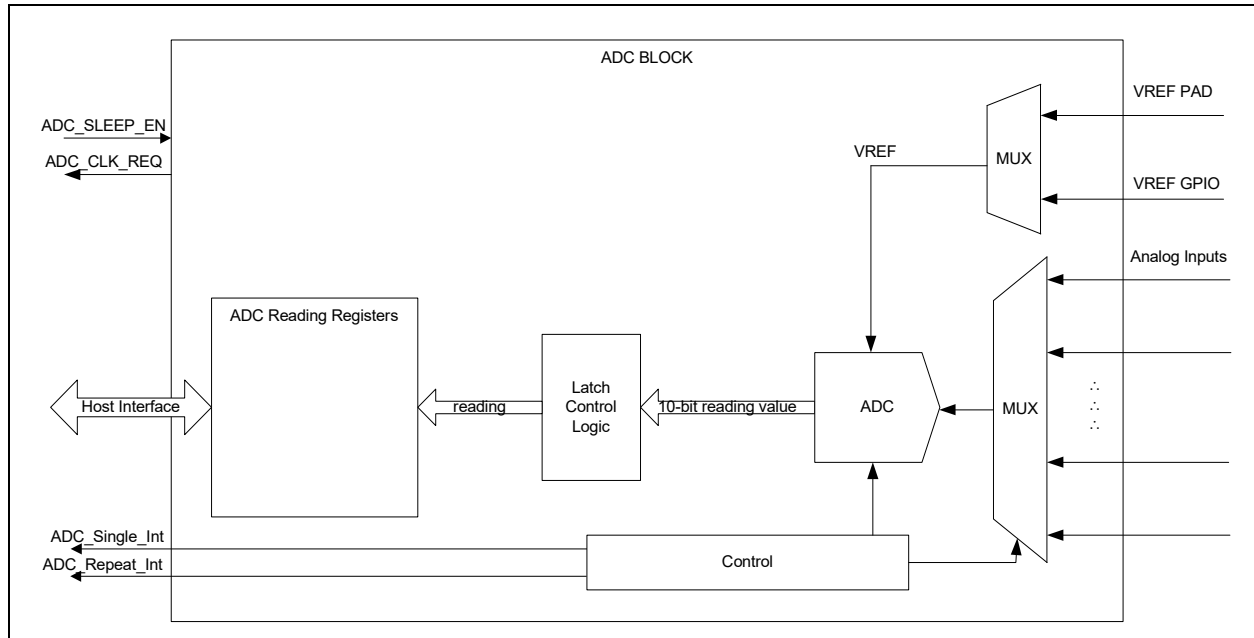 ADC BLOCK
VREF PAD
ADC_SLEEP_EN
ADC_CLK_REQ
VREF
MUX
VREF GPIO
Analog Inputs
ADC Reading Registers
Host Interface
reading
Latch
Control
Logic
10-bit reading value
ADC
MUX
ADC_Single_Int
ADC_Repeat_Int
Control